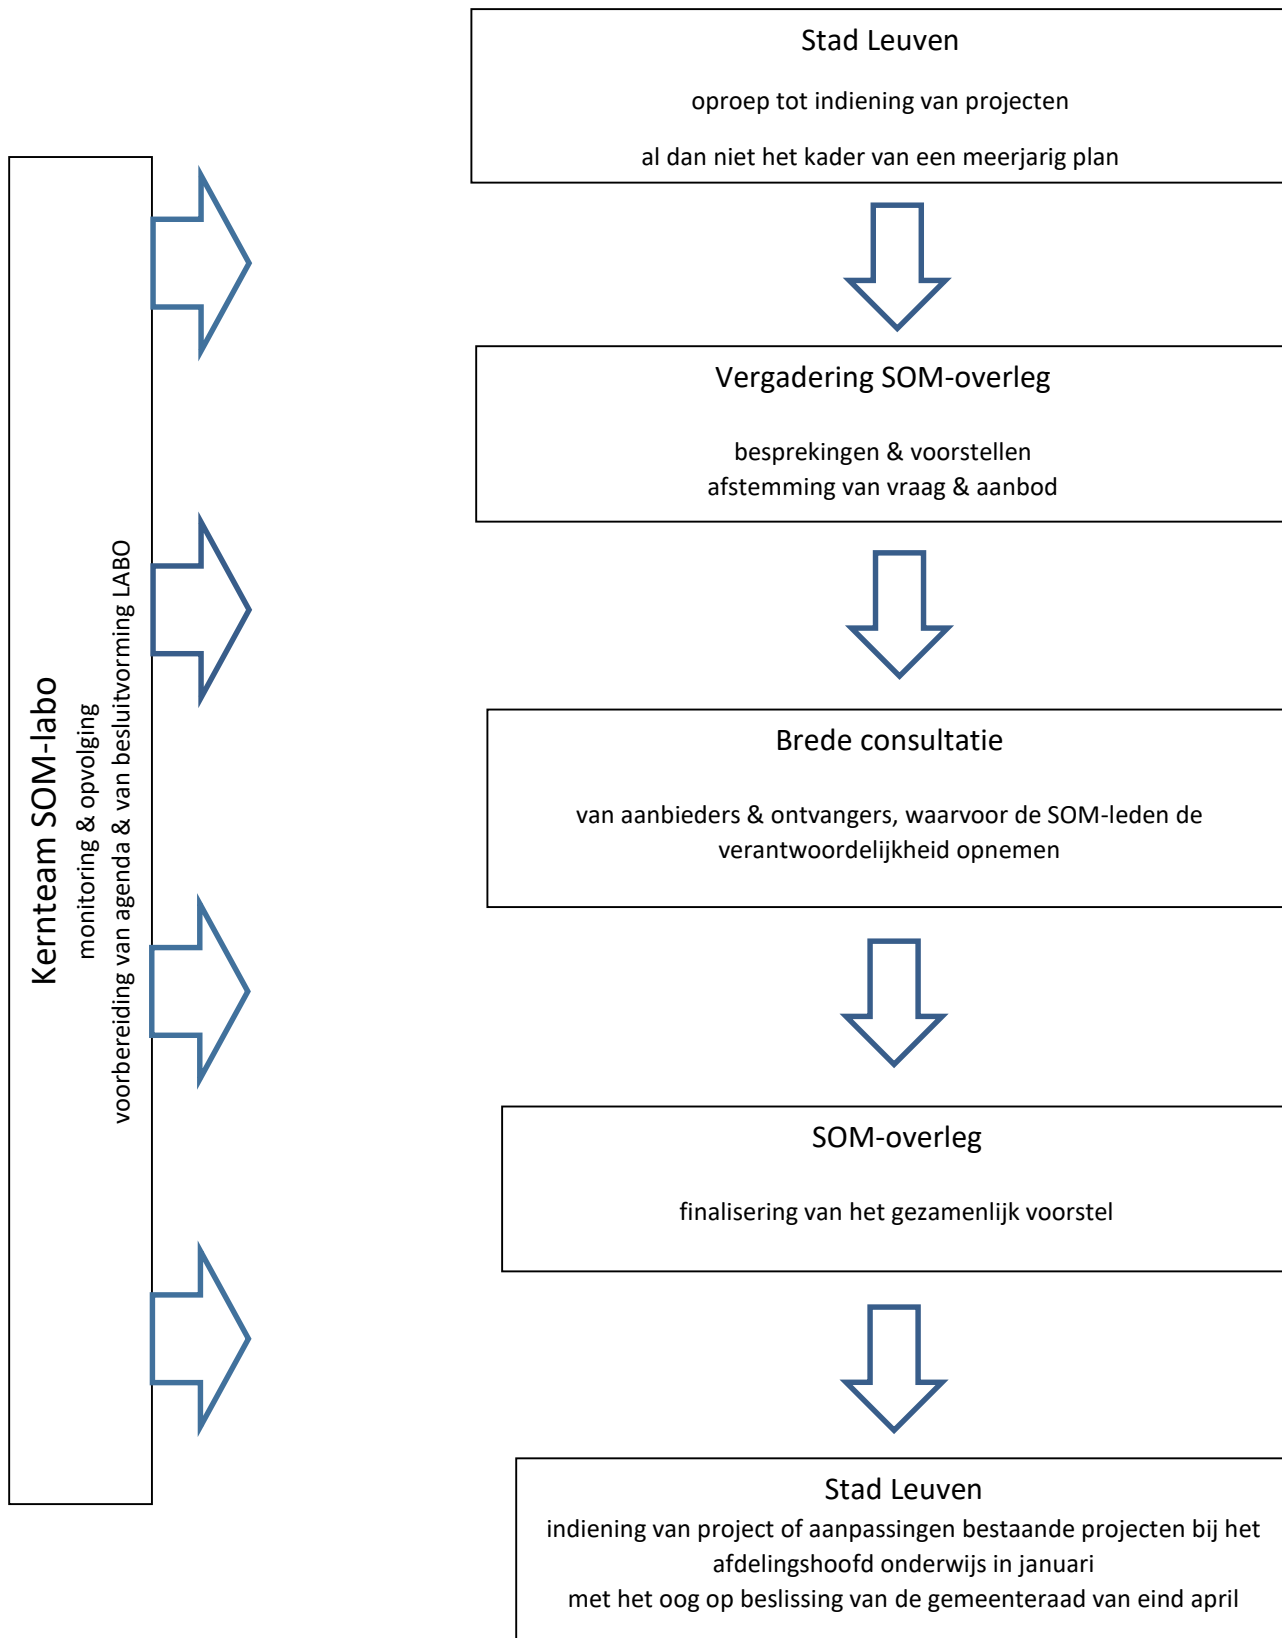 Stad Leuven
oproep tot indiening van projecten
al dan niet het kader van een meerjarig plan
Kernteam SOM-labo
monitoring & opvolging
voorbereiding van agenda & van besluitvorming LABO
Vergadering SOM-overleg
besprekingen & voorstellen
afstemming van vraag & aanbod
Brede consultatie
van aanbieders & ontvangers, waarvoor de SOM-leden de
verantwoordelijkheid opnemen
SOM-overleg
finalisering van het gezamenlijk voorstel
Stad Leuven
indiening van project of aanpassingen bestaande projecten bij het
afdelingshoofd onderwijs in januari
met het oog op beslissing van de gemeenteraad van eind april